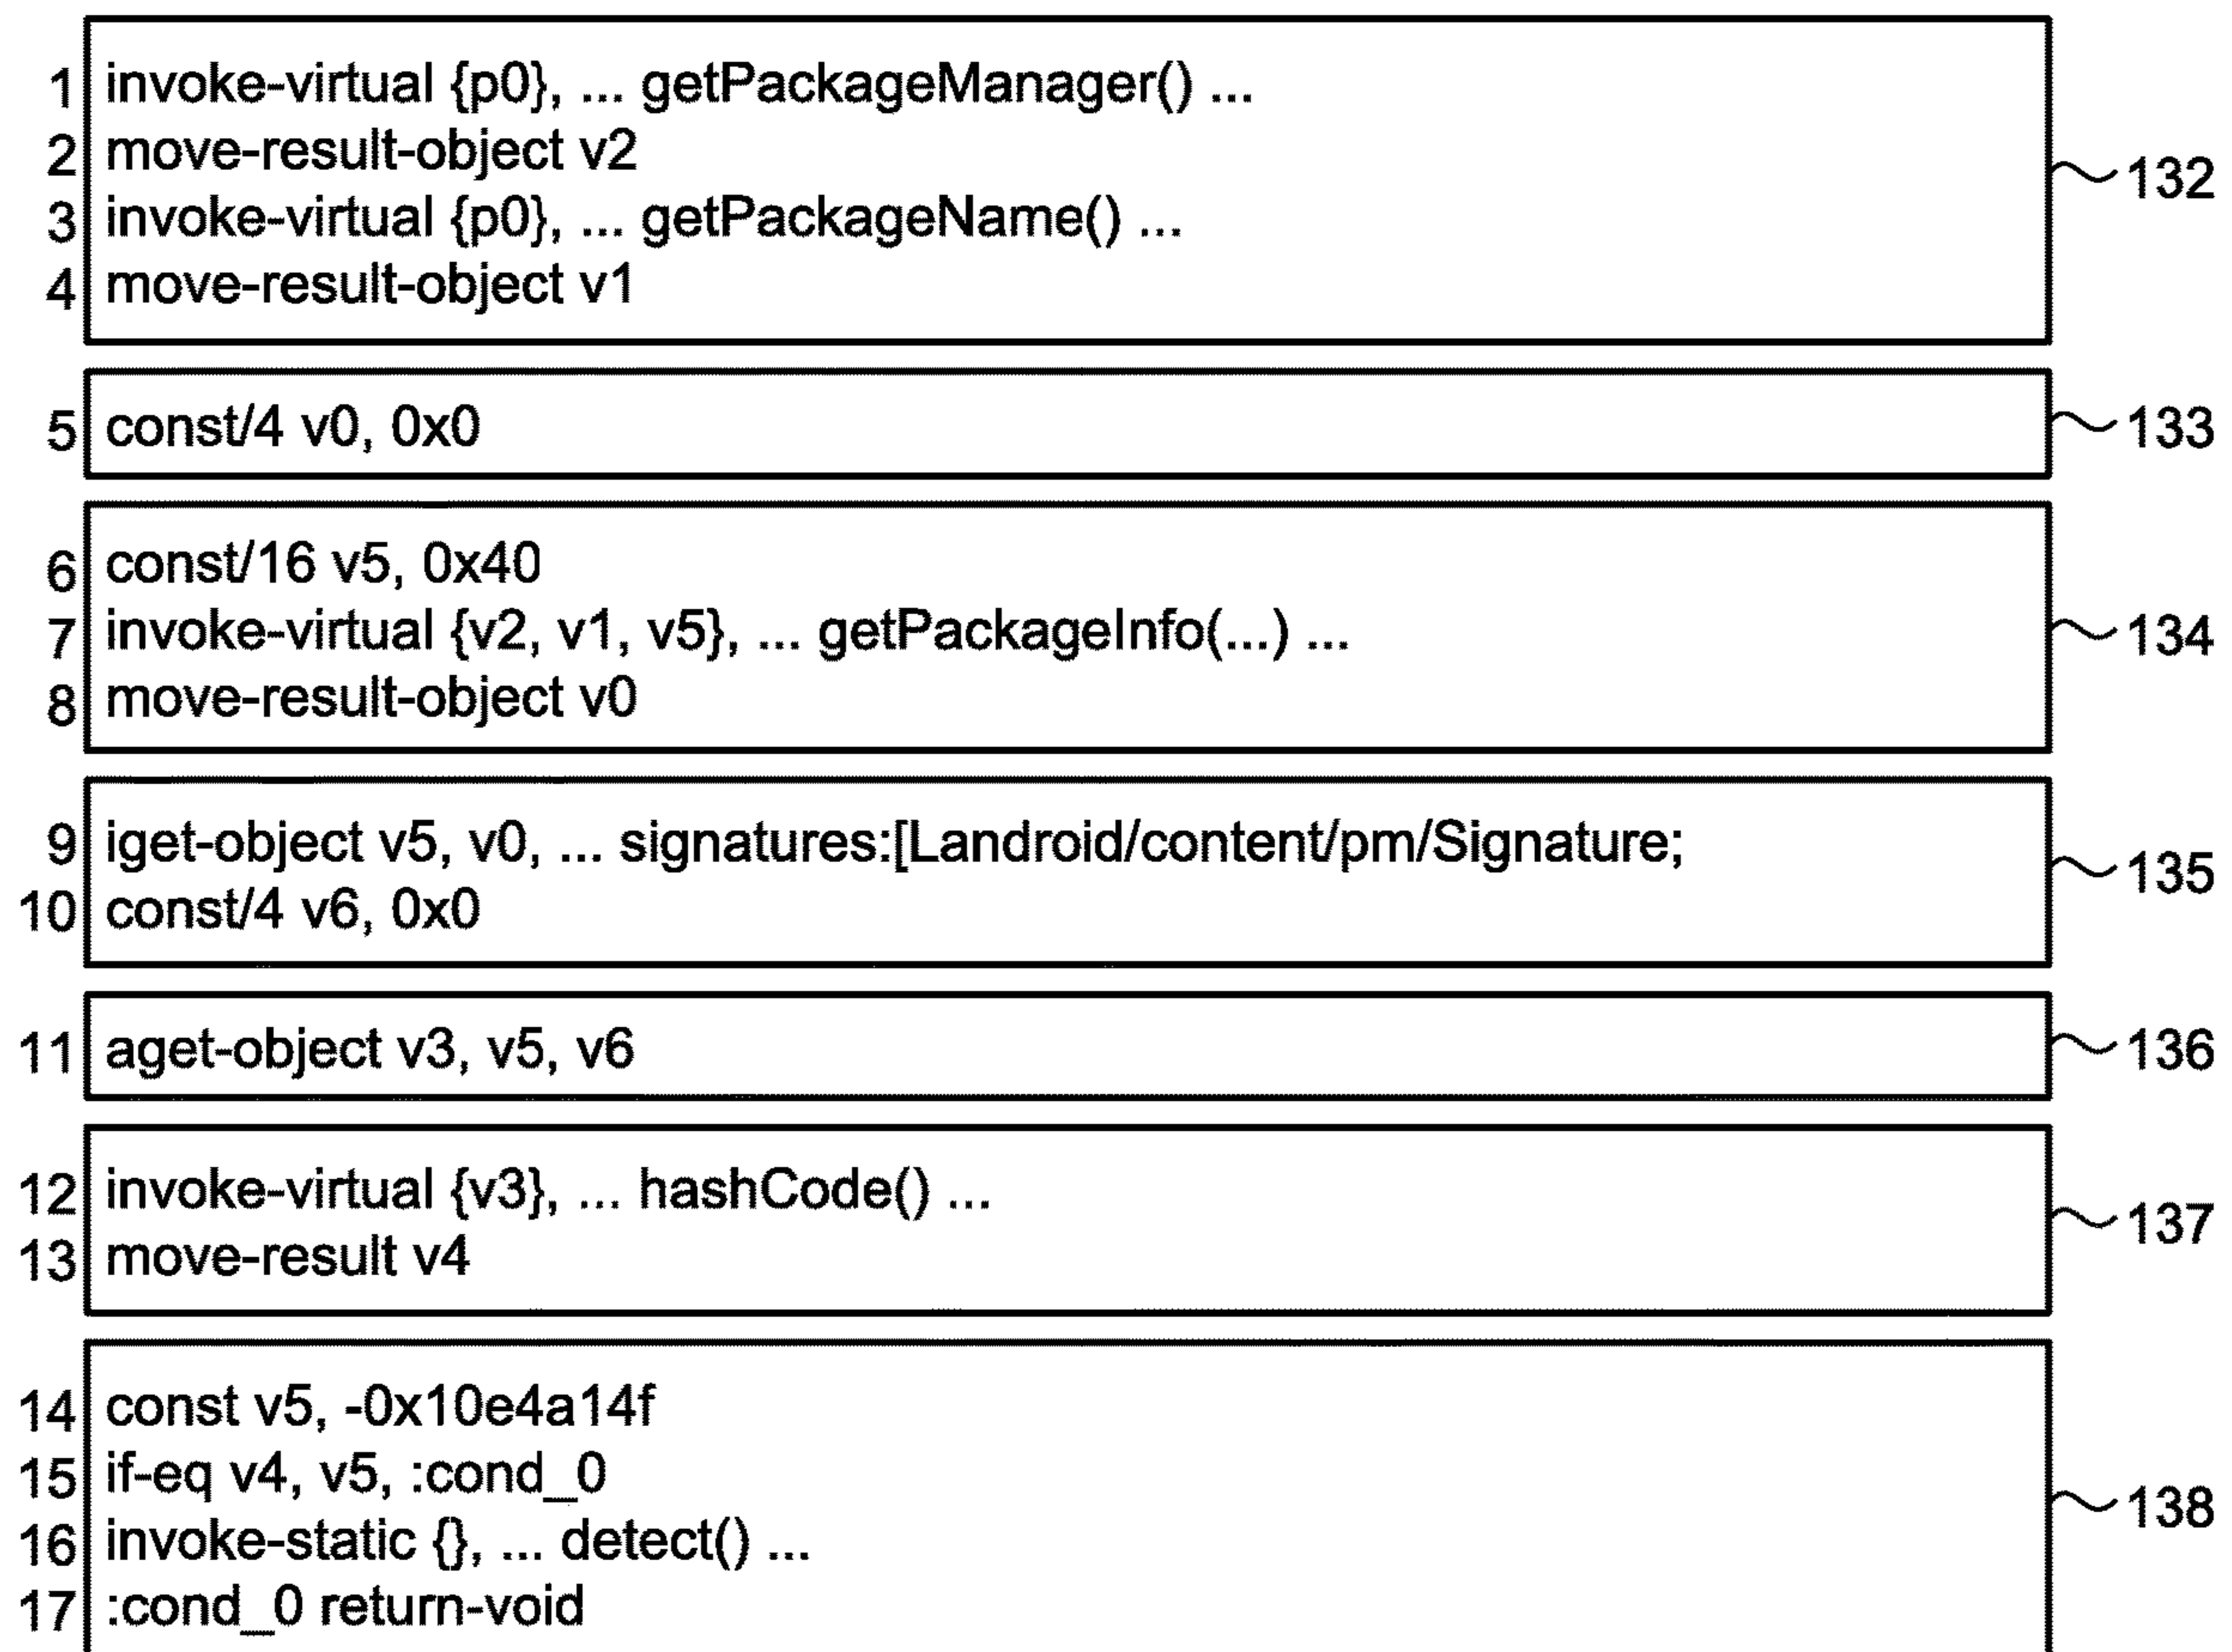 1 invoke-virtual {p0}, ... getPackageManager() ...
2 move-result-object v2
3 invoke-virtual {p0}, ... getPackageName() ...
4 move-result-object v1
132
5 const/4 v0, 0x0
133
6 const/16 v5, 0x40
7 invoke-virtual {v2, v1, v5}, ... getPackageInfo(...) ...
8 move-result-object v0
134
9 iget-object v5, v0, ... signatures:[Landroid/content/pm/Signature;
10 const/4 v6, 0x0
135
11 aget-object v3, v5, v6
136
12 invoke-virtual {v3}, ... hashCode() ...
13 move-result v4
137
14 const v5, -0x10e4a14f
15 if-eq v4, v5, :cond_0
16 invoke-static {}, ... detect() ...
17 :cond_0 return-void
138